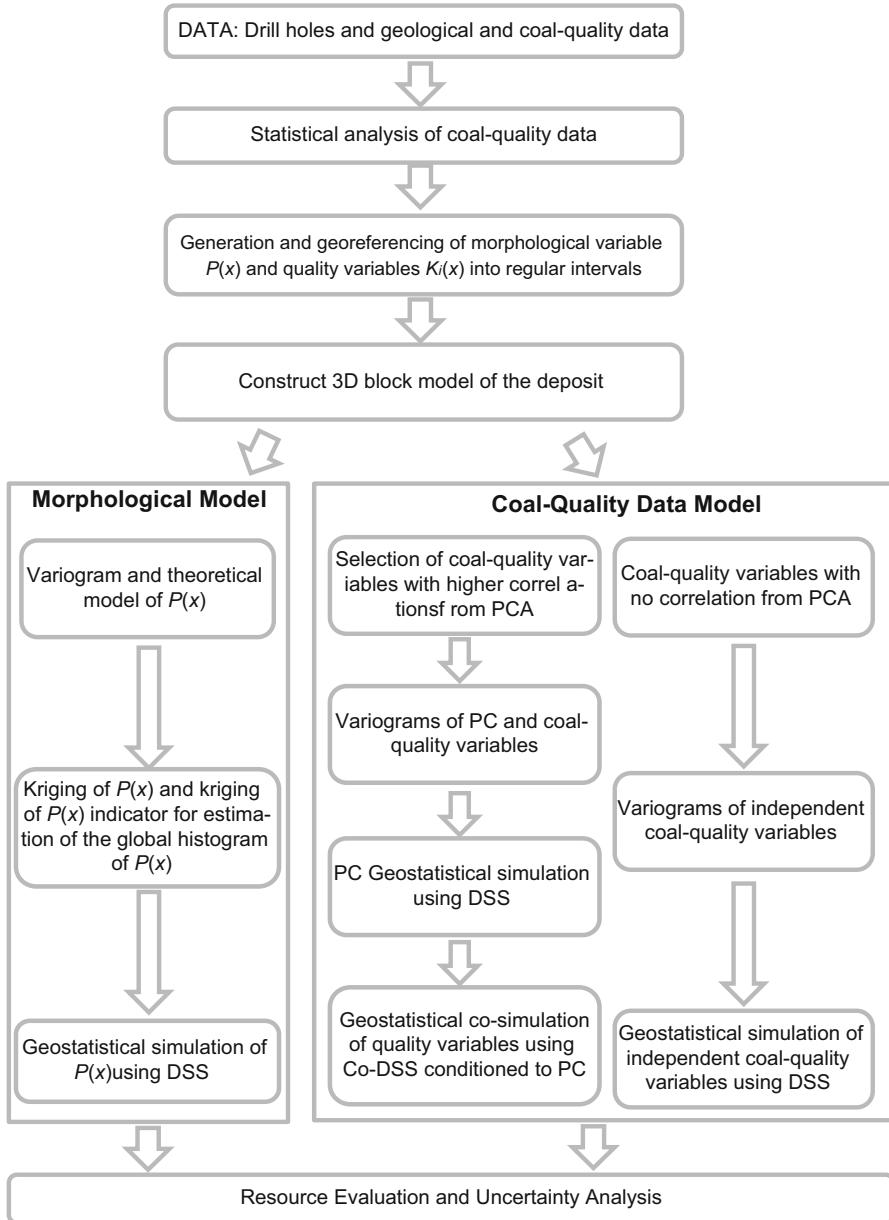 DATA: Drill holes and geological and coal-quality data
Statistical analysis of coal-quality data
Generation and georeferencing of morphological variable
P(x) and quality variables Ki(x) into regular intervals
Construct 3D block model of the deposit
Morphological Model
Variogram and theoretical
model of P(x)
Kriging of P(x) and kriging
of P(x) indicator for estima-
tion of the global histogram
of P(x)
Geostatistical simulation of
P(x)using DSS
Coal-Quality Data Model
Selection of coal-quality var-
iables with higher correl a-
tionsf rom PCA
Variograms of PC and coal-
quality variables
PC Geostatistical simulation
using DSS
Geostatistical co-simulation
of quality variables using
Co-DSS conditioned to PC
Coal-quality variables with
no correlation from PCA
Variograms of independent
coal-quality variables
Geostatistical simulation of
independent coal-quality
variables using DSS
Resource Evaluation and Uncertainty Analysis